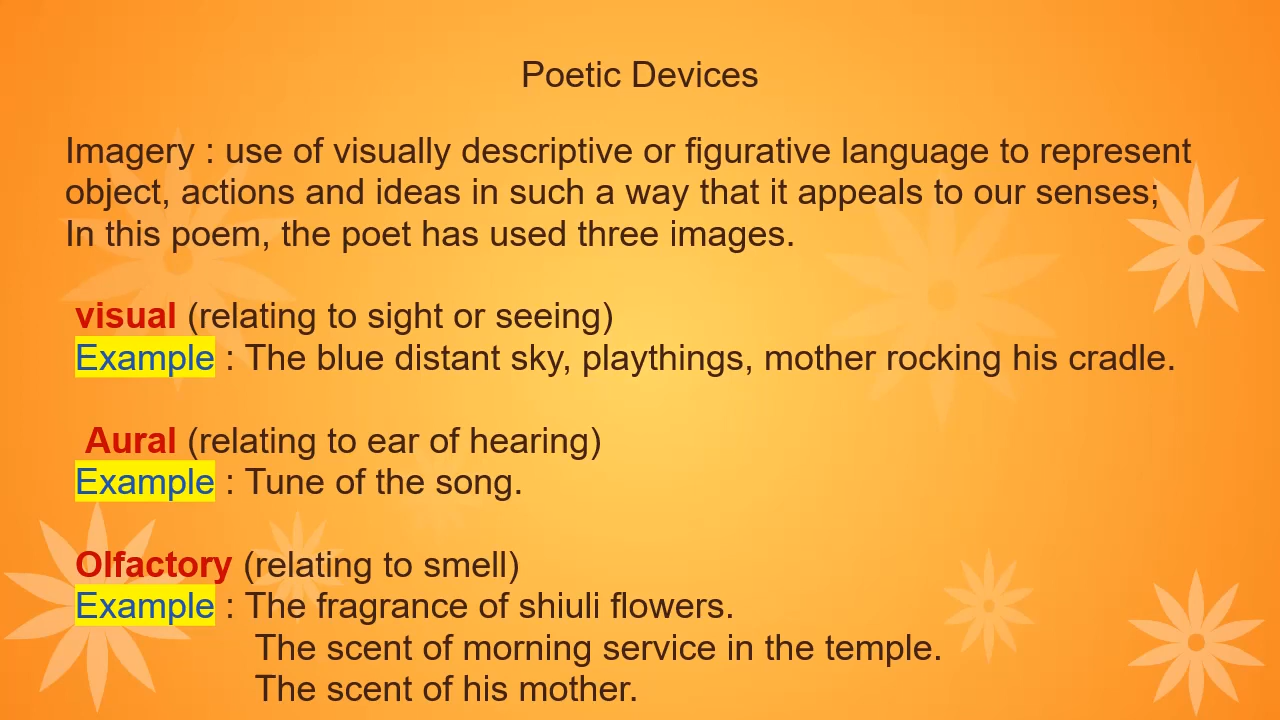 Poetic Devices
Imagery : use of visually descriptive or figurative language to represent
object, actions and ideas in such a way that it appeals to our senses;
In this poem, the poet has used three images.
visual (relating to sight or seeing)
Example : The blue distant sky, playthings, mother rocking his cradle.
Aural (relating to ear of hearing)
Example : Tune of the song.
Olfactory (relating to smell)
Example : The fragrance of shiuli flowers.
The scent of morning service in the temple.
The scent of his mother.